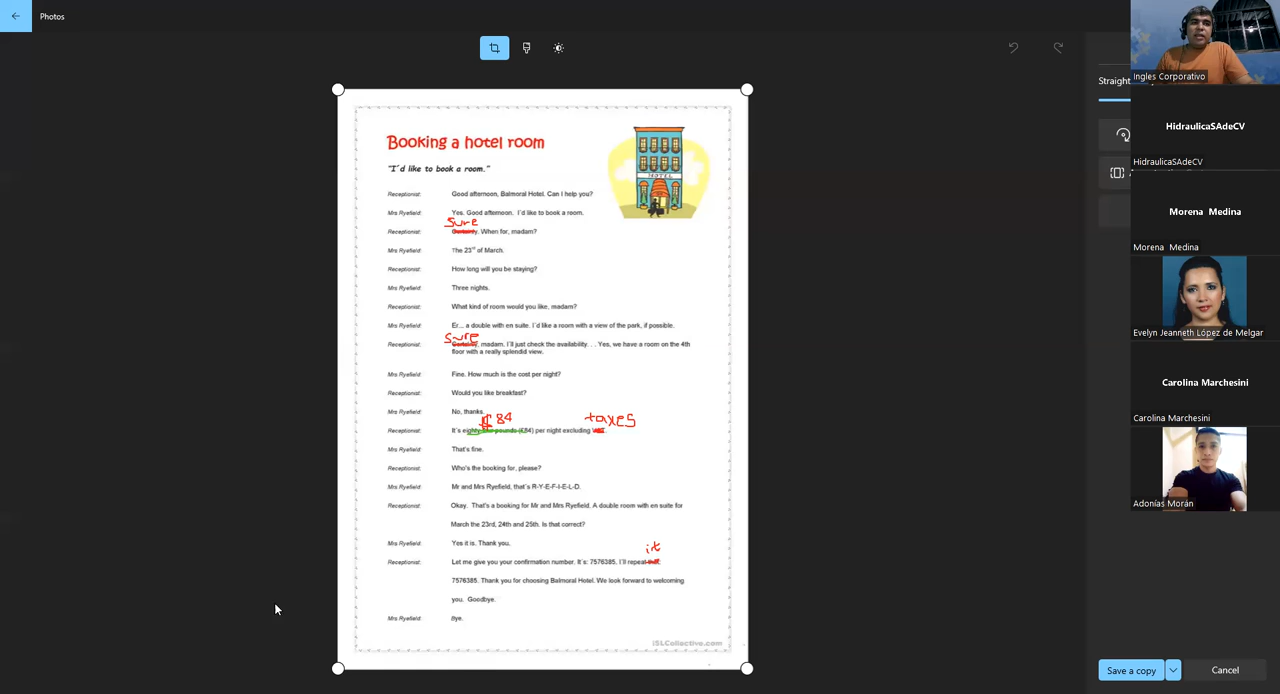 Photos
Straight
Booking a hotel room
"I'd like to book a room."
HOTEL
Receptionist: Good afternoon, Balmoral Hotel. Can I help you?
Mrs Ryefield: Yes. Good afternoon. I'd like to book a room.
sure
Receptionist: Certainly. When for, madam?
Mrs Ryefield: The 23rd of March.
Receptionist: How long will you be staying?
Mrs Ryefield: Three nights.
Receptionist: What kind of room would you like, madam?
Mrs Ryefield: Er... a double with en suite. I'd like a room with a view of the park, if possible.
sure
Receptionist: Certainly, madam. I'll just check the availability. . . Yes, we have a room on the 4th
floor with a really splendid view.
Mrs Ryefield: Fine. How much is the cost per night?
Receptionist: Would you like breakfast?
Mrs Ryefield: No, thanks.
$ 84 taxes
Receptionist: It's eighty four pounds (£84) per night excluding
Mrs Ryefield: That's fine.
Receptionist: Who's the booking for, please?
Mrs Ryefield: Mr and Mrs Ryefield, that's R-Y-E-F-I-E-L-D.
Receptionist: Okay. That's a booking for Mr and Mrs Ryefield. A double room with en suite for
March the 23rd, 24th and 25th. Is that correct?
Mrs Ryefield: Yes it is. Thank you.
it
Receptionist: Let me give you your confirmation number. It's: 7576385, I'll repeat that:
7576385. Thank you for choosing Balmoral Hotel. We look forward to welcoming
you. Goodbye.
Mrs Ryefield: Bye.
iSLCollective.com
Save a copy
Cancel
Ingles Corporativo
HidraulicaSAdeCV
HidraulicaSAdeCV
Morena Medina
Morena Medina
Evelyn Jeanneth López de Melgar
Carolina Marchesini
Carolina Marchesini
Adonías Morán